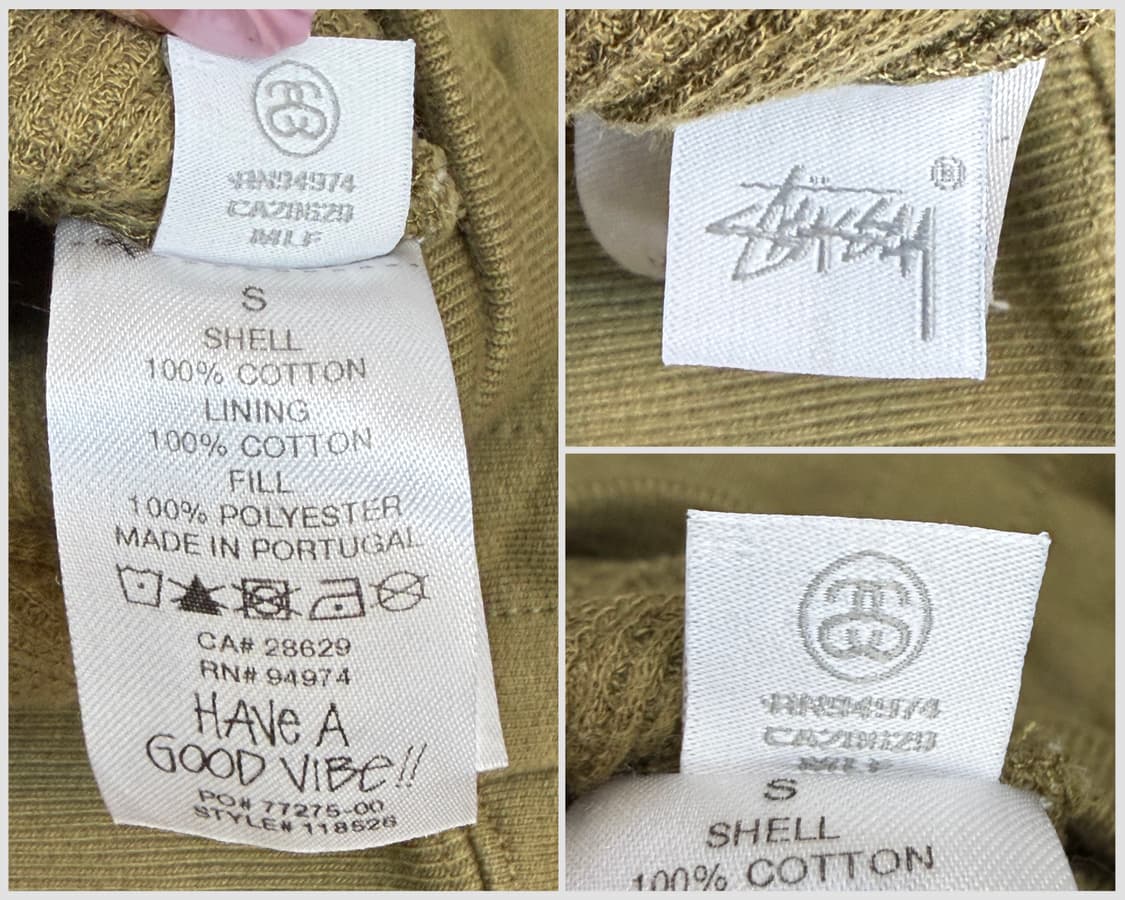 RN94974
CA28629
MLF
S
SHELL
100% COTTON
LINING
100% COTTON
FILL
100% POLYESTER
MADE IN PORTUGAL
CA# 28629
RN# 94974
HAVE A
GOOD VIBE!!
PO# 77275-00
STYLE# 118526
Stüssy ®
RN94974
CA28629
S
SHELL
100% COTTON